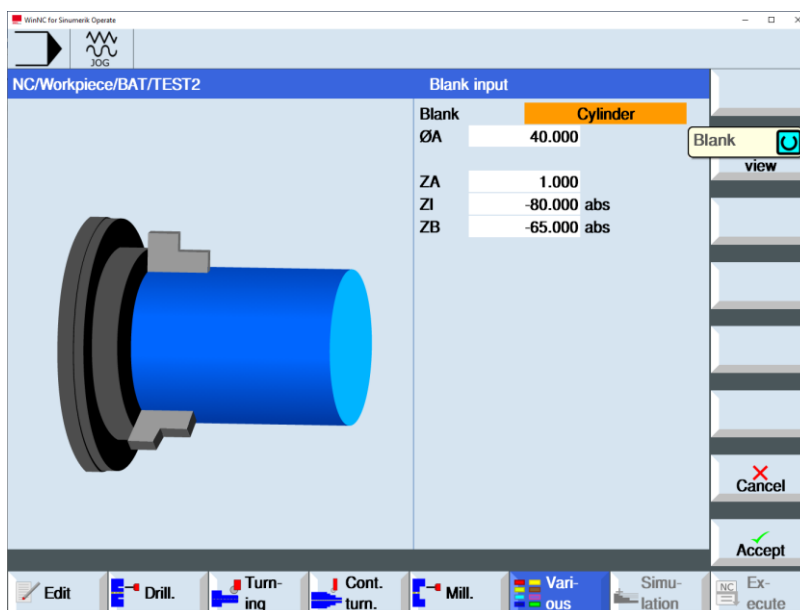 WinNC for Sinumerik Operate
JOG
NC/Workpiece/BAT/TEST2
Blank input
Blank Cylinder
ØA 40.000
Blank
view
ZA 1.000
ZI -80.000 abs
ZB -65.000 abs
Cancel
Accept
Edit
Drill.
Turn-
ing
Cont.
turn.
Mill.
Vari-
ous
Simu-
lation
NC
Ex-
ecute